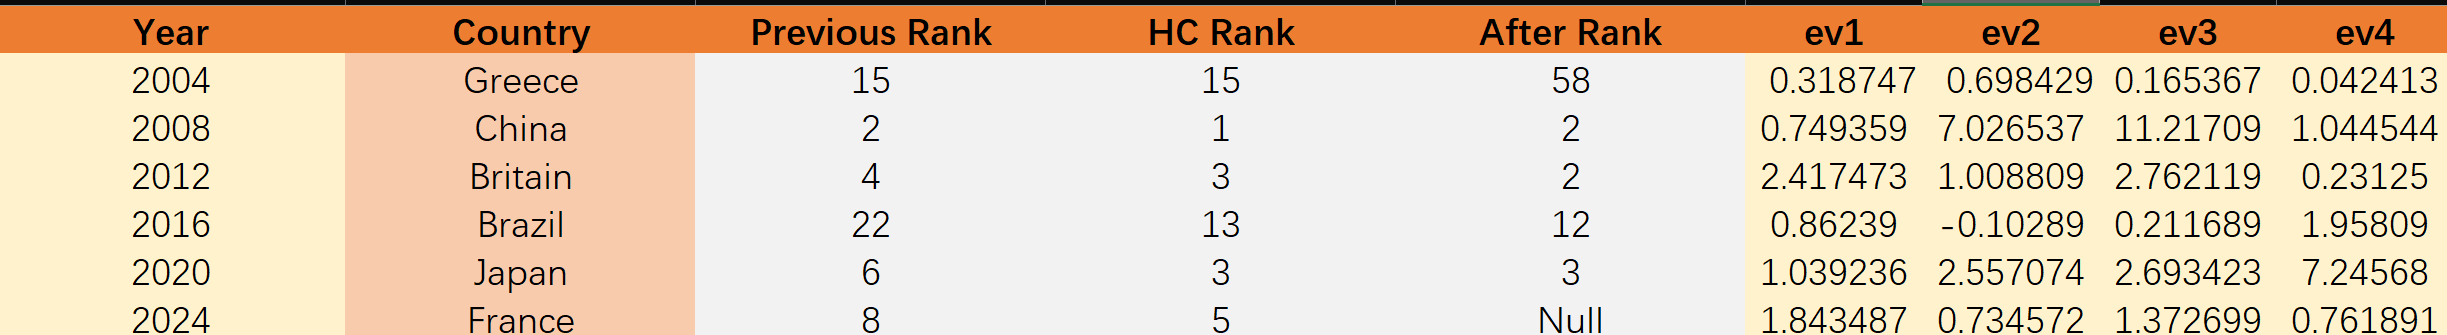 Year Country Previous Rank HC Rank After Rank ev1 ev2 ev3 ev4
2004 Greece 15 15 58 0.318747 0.698429 0.165367 0.042413
2008 China 2 1 2 0.749359 7.026537 11.21709 1.044544
2012 Britain 4 3 2 2.417473 1.008809 2.762119 0.23125
2016 Brazil 22 13 12 0.86239 -0.10289 0.211689 1.95809
2020 Japan 6 3 3 1.039236 2.557074 2.693423 7.24568
2024 France 8 5 Null 1.843487 0.734572 1.372699 0.761891